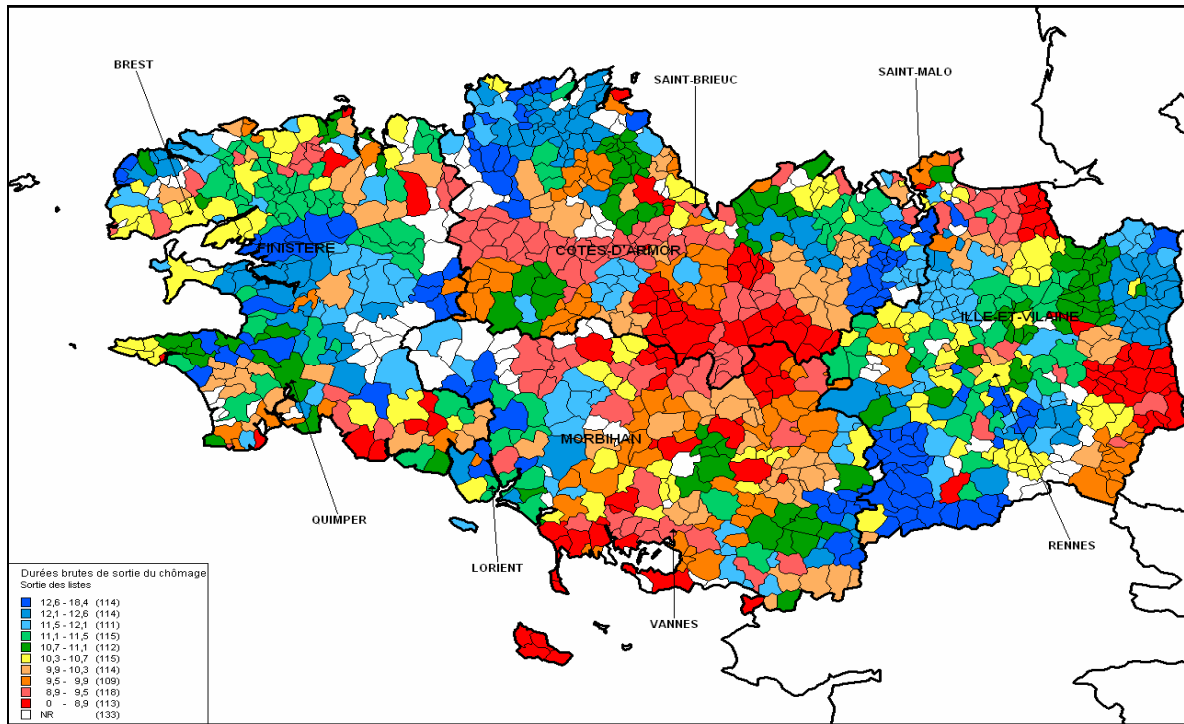 BREST
SAINT-BRIEUC
SAINT-MALO
FINISTERE
COTES-D'ARMOR
ILLE-ET-VILAINE
MORBIHAN
QUIMPER
LORIENT
VANNES
RENNES
Durées brutes de sortie du chômage
Sortie des listes
12,6 - 18,4 (114)
12,1 - 12,6 (114)
11,5 - 12,1 (111)
11,1 - 11,5 (115)
10,7 - 11,1 (112)
10,3 - 10,7 (115)
9,9 - 10,3 (114)
9,5 - 9,9 (109)
8,9 - 9,5 (118)
0 - 8,9 (113)
NR (133)